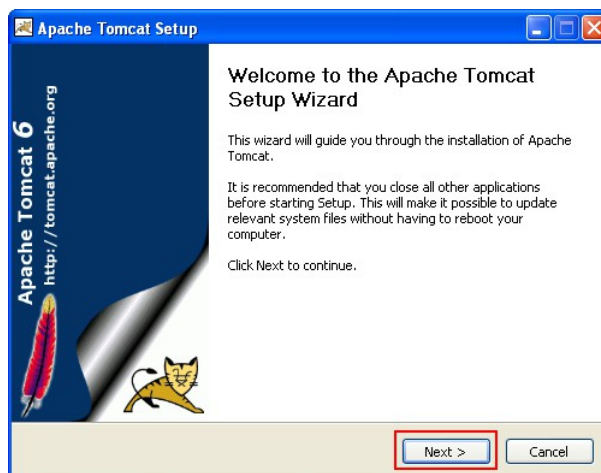 Apache Tomcat Setup
Apache Tomcat 6
http://tomcat.apache.org
Welcome to the Apache Tomcat
Setup Wizard
This wizard will guide you through the installation of Apache
Tomcat.
It is recommended that you close all other applications
before starting Setup. This will make it possible to update
relevant system files without having to reboot your
computer.
Click Next to continue.
Next >
Cancel